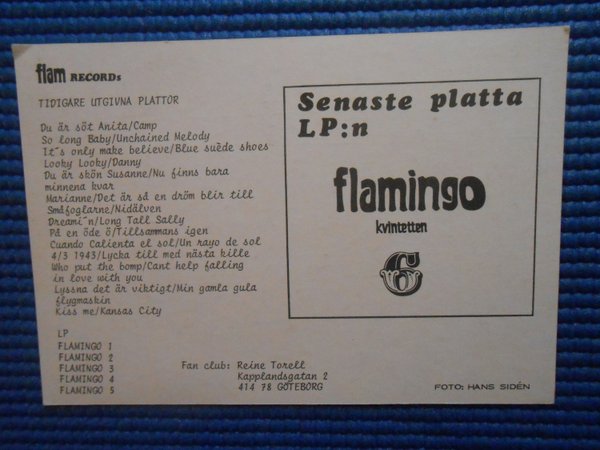 flam RECORDs
TIDIGARE UTGIVNA PLATTOR
Du är söt Anita/Camp
So long Baby/Unchained Melody
It's only make believe/Blue suède shoes
Looky Looky/Danny
Du är skön Susanne/Nu finns bara
minnena kvar
Marianne/Det är så en dröm blir till
Småfoglarne/Nidälven
Dreami´n/Long Tall Sally
På en öde ö/Tillsammans igen
Cuando Calienta el sol/Un rayo de sol
4/3 1943/Lycka till med nästa kille
Who put the bomp/Cant help falling
in love with you
Lyssna det är viktigt/Min gamla gula
flygmaskin
Kiss me/Kansas City
LP
FLAMINGO 1
FLAMINGO 2
FLAMINGO 3
FLAMINGO 4
FLAMINGO 5
Fan club: Reine Torell
Kapplandsgatan 2
414 78 GÖTEBORG
Senaste platta
LP:n
flamingo
kvintetten
6
FOTO: HANS SIDÉN